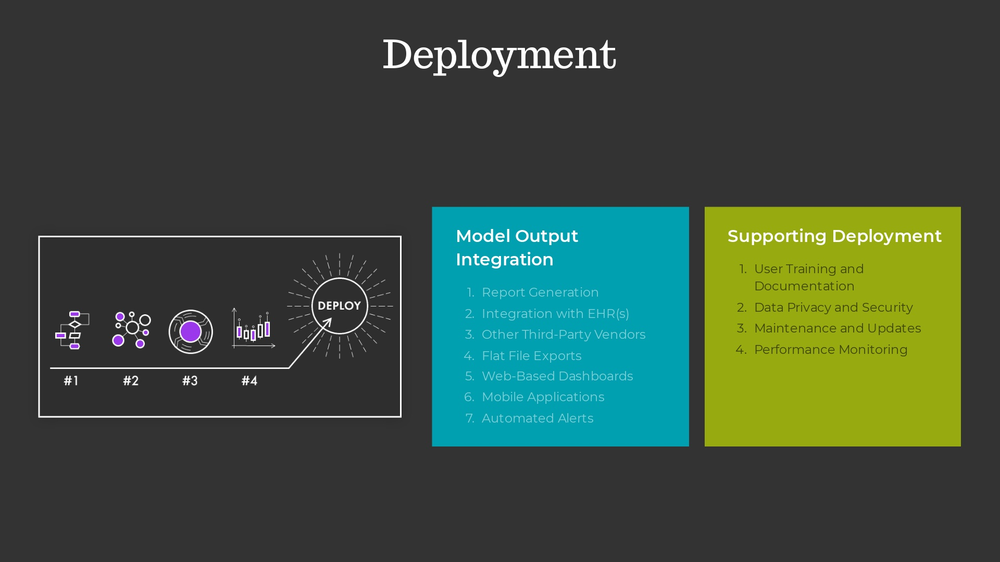 Deployment
DEPLOY
#1 #2 #3 #4
Model Output
Integration
1. Report Generation
2. Integration with EHR(s)
3. Other Third-Party Vendors
4. Flat File Exports
5. Web-Based Dashboards
6. Mobile Applications
7. Automated Alerts
Supporting Deployment
1. User Training and
Documentation
2. Data Privacy and Security
3. Maintenance and Updates
4. Performance Monitoring